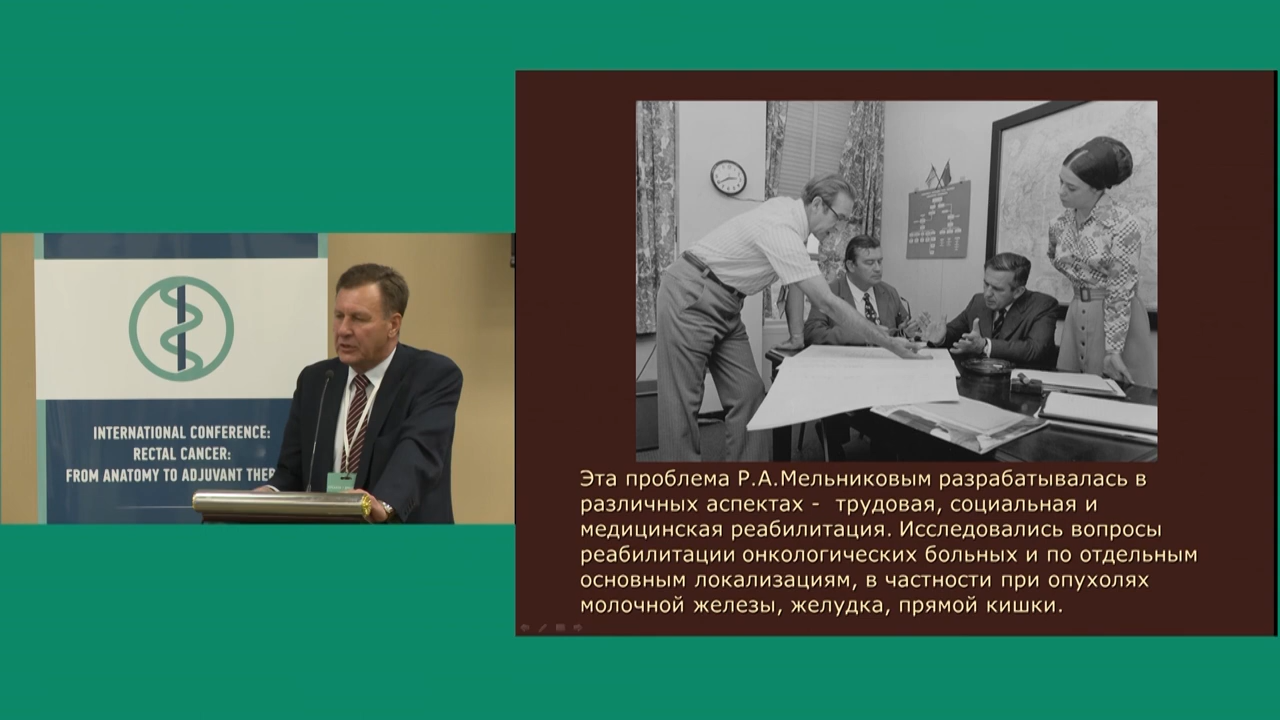 INTERNATIONAL CONFERENCE:
RECTAL CANCER:
FROM ANATOMY TO ADJUVANT THER
Эта проблема Р.А.Мельниковым разрабатывалась в
различных аспектах - трудовая, социальная и
медицинская реабилитация. Исследовались вопросы
реабилитации онкологических больных и по отдельным
основным локализациям, в частности при опухолях
молочной железы, желудка, прямой кишки.